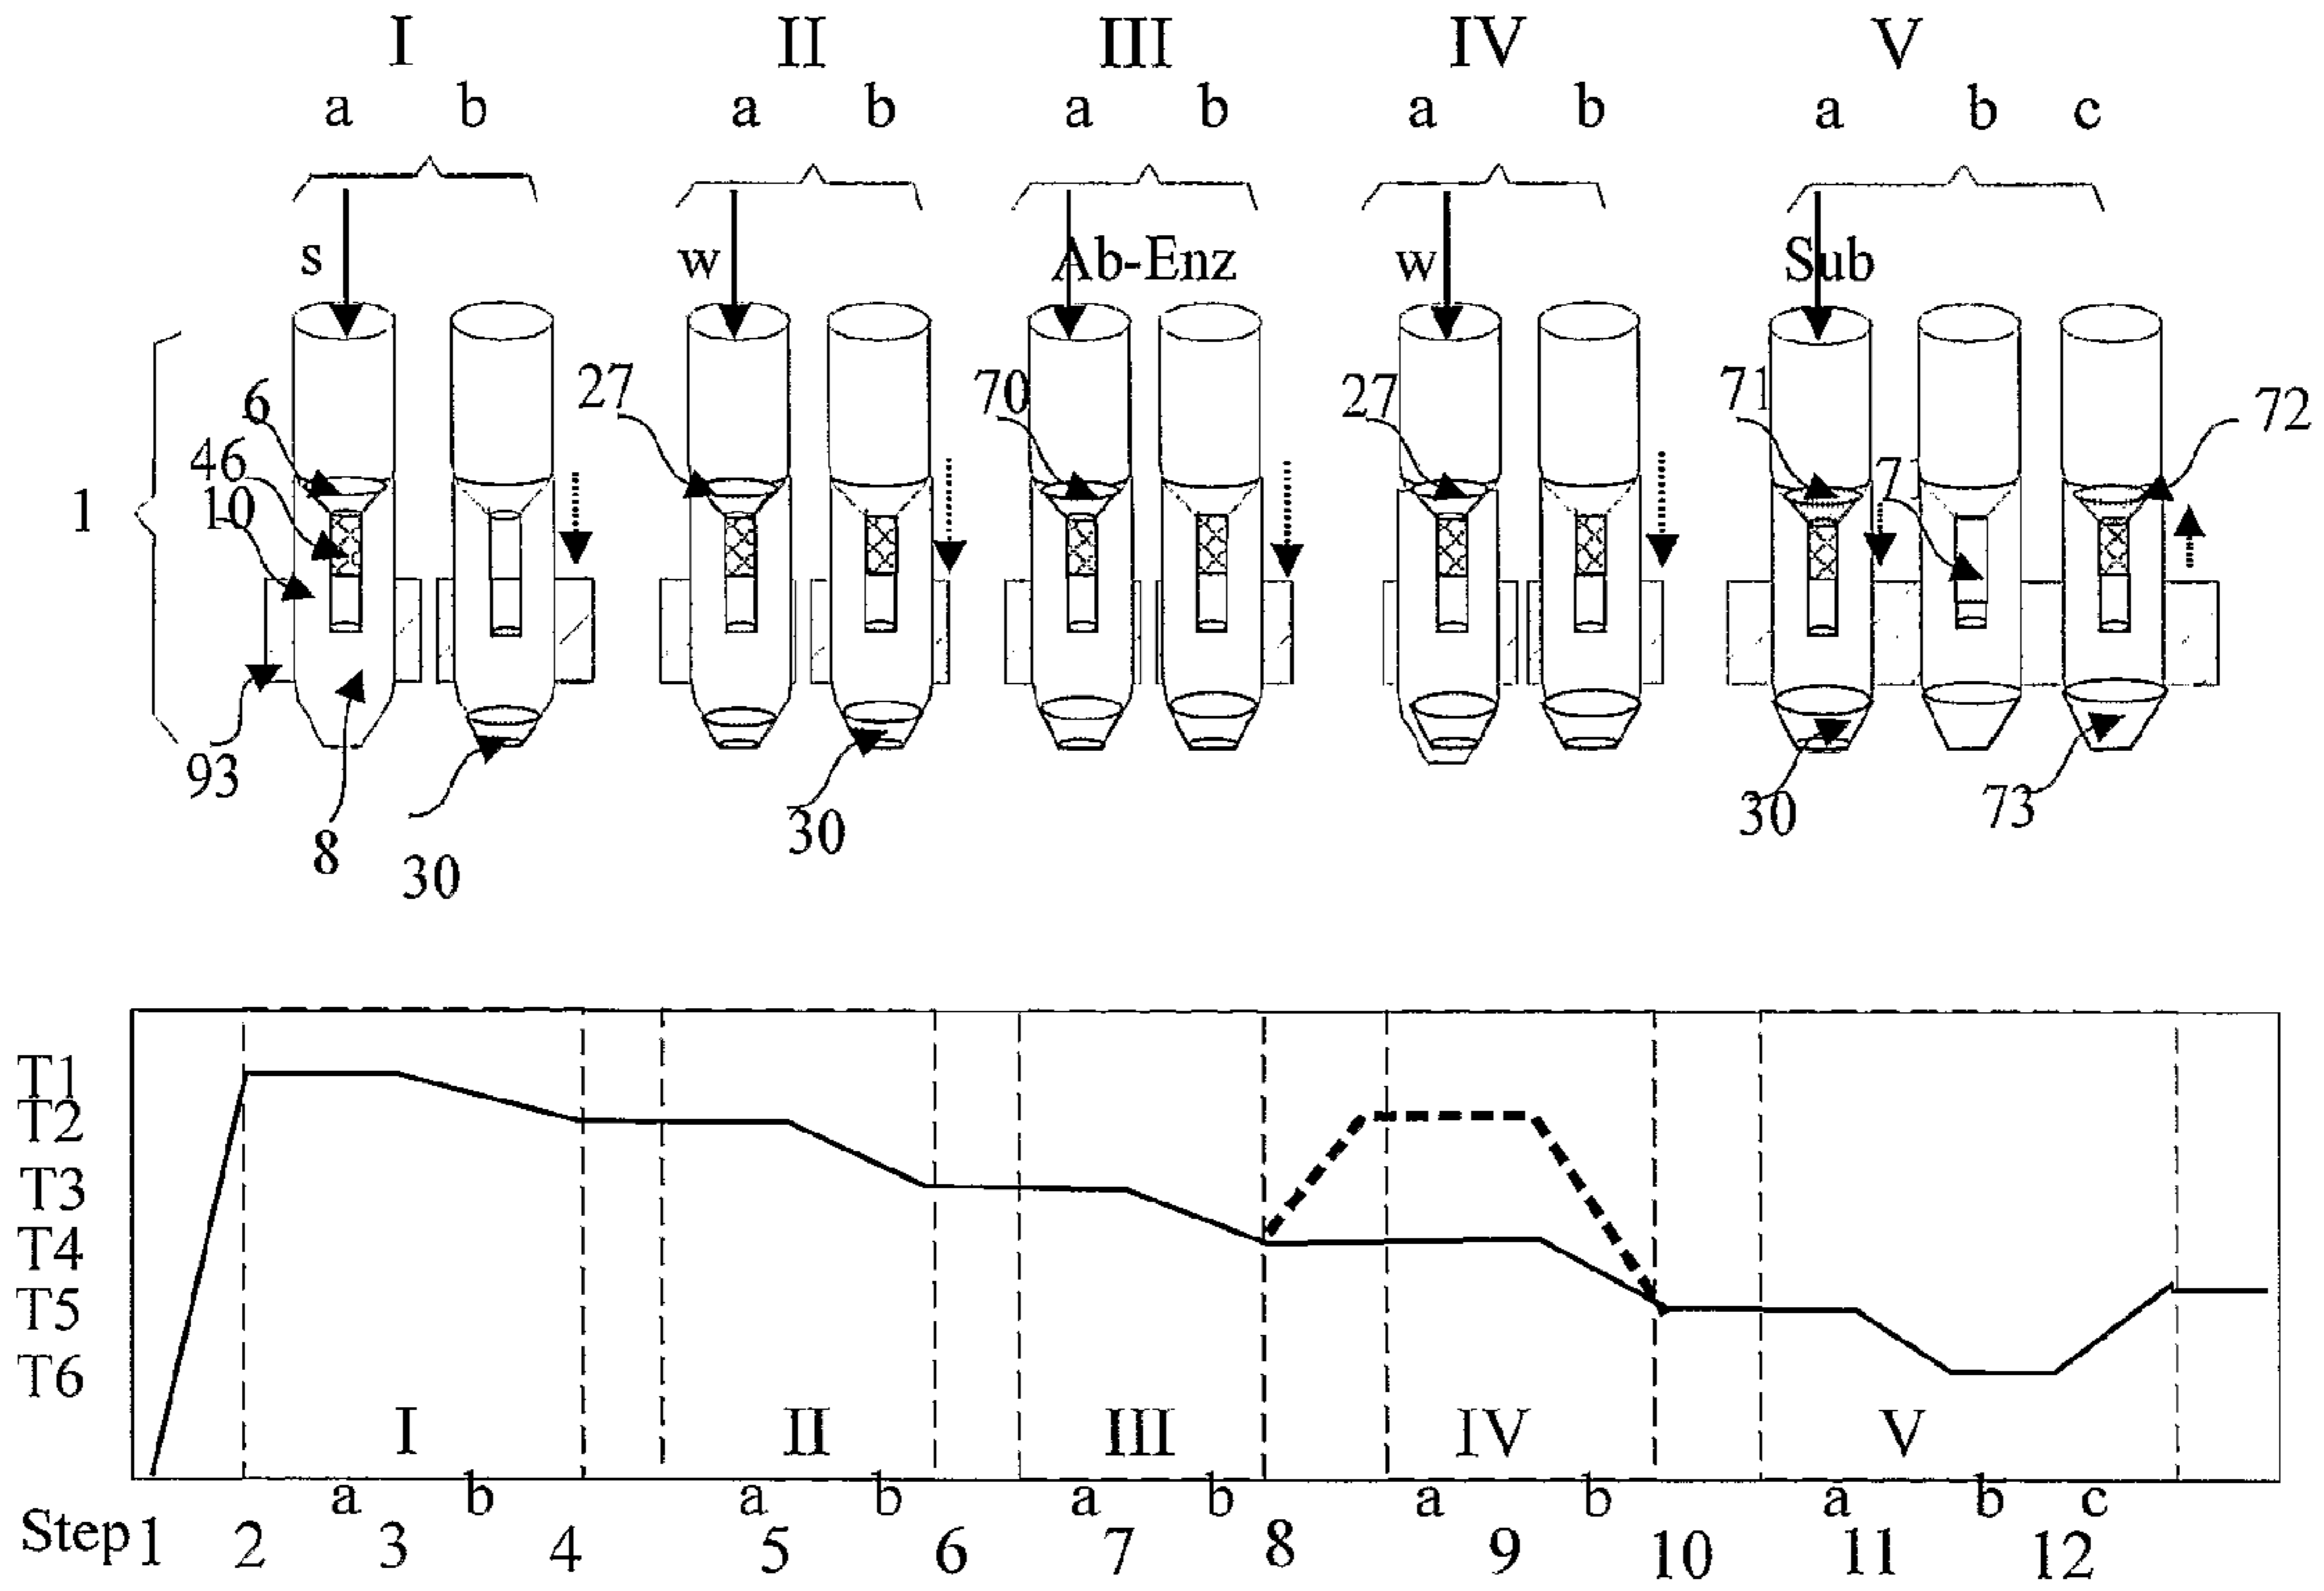 I II III IV V
a b a b a b a b a b c
s w Ab-Enz w Sub
27 70 27 71 72
6
46 7
10
1
93
8 30 30 30 73
T1
T2
T3
T4
T5
T6
I II III IV V
a b a b a b a b a b c
Step 1 2 3 4 5 6 7 8 9 10 11 12